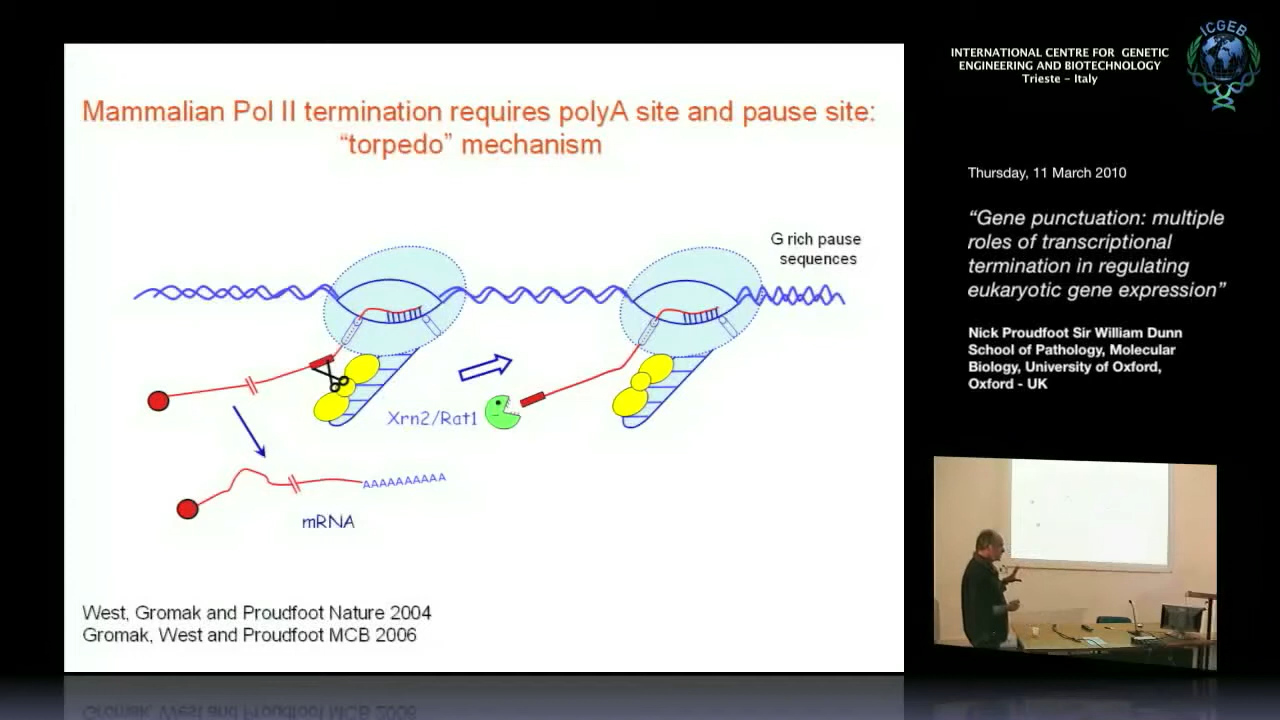 Mammalian Pol II termination requires polyA site and pause site:
“torpedo” mechanism
G rich pause
sequences
Xrn2/Rat1
AAAAAAAAAA
mRNA
West, Gromak and Proudfoot Nature 2004
Gromak, West and Proudfoot MCB 2006
INTERNATIONAL CENTRE FOR GENETIC
ENGINEERING AND BIOTECHNOLOGY
Trieste – Italy
ICGEB
Thursday, 11 March 2010
“Gene punctuation: multiple
roles of transcriptional
termination in regulating
eukaryotic gene expression”
Nick Proudfoot Sir William Dunn
School of Pathology, Molecular
Biology, University of Oxford,
Oxford - UK